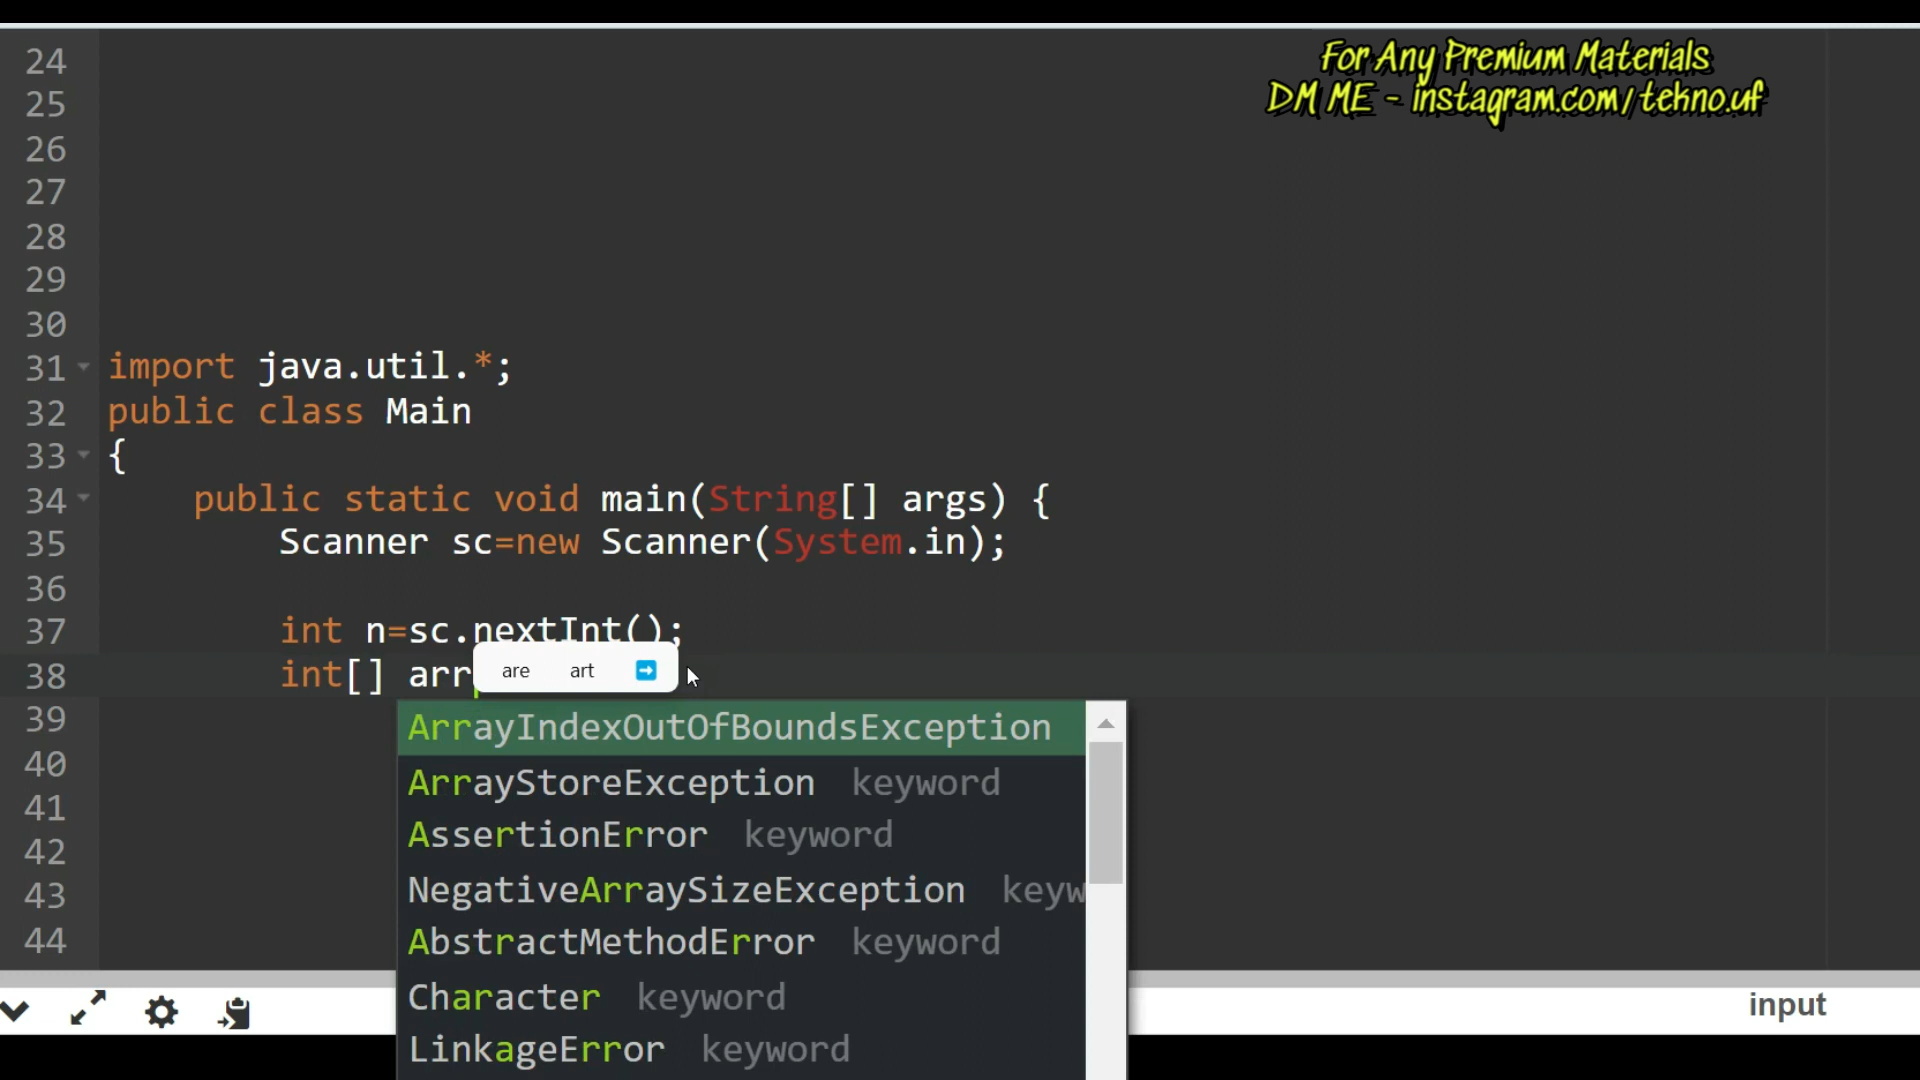 For Any Premium Materials
DM ME - instagram.com/tekno.uf
24
25
26
27
28
29
30
31 import java.util.*;
32 public class Main
33 {
34 public static void main(String[] args) {
35 Scanner sc=new Scanner(System.in);
36
37 int n=sc.nextInt();
38 int[] arr
are art
39
40
41
42
43
44
ArrayIndexOutOfBoundsException
ArrayStoreException keyword
AssertionError keyword
NegativeArraySizeException keyw
AbstractMethodError keyword
Character keyword
LinkageError keyword
input